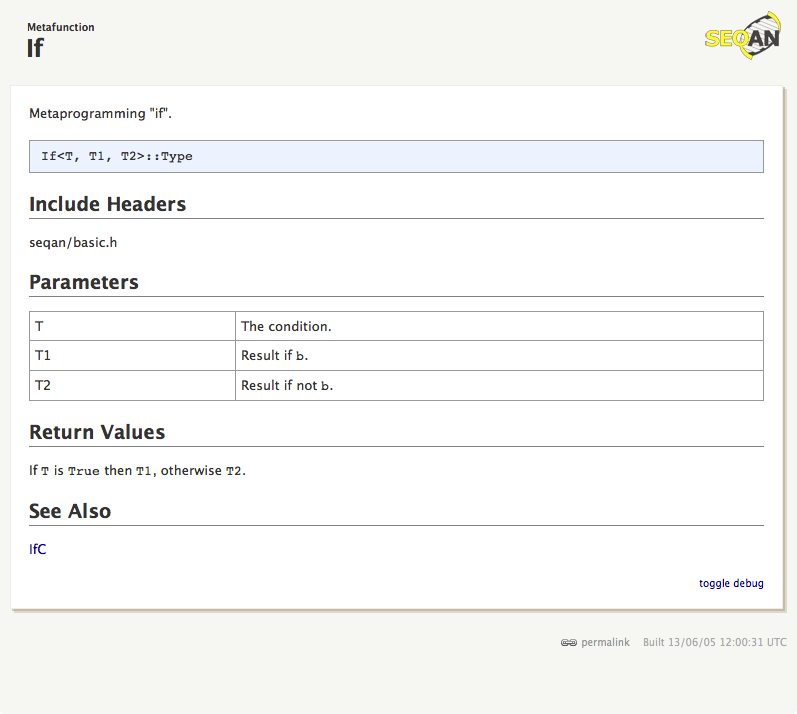 Metafunction
If
SEQAN
Metaprogramming "if".
If<T, T1, T2>::Type
Include Headers
seqan/basic.h
Parameters
T The condition.
T1 Result if b.
T2 Result if not b.
Return Values
If T is True then T1, otherwise T2.
See Also
IfC
toggle debug
permalink Built 13/06/05 12:00:31 UTC